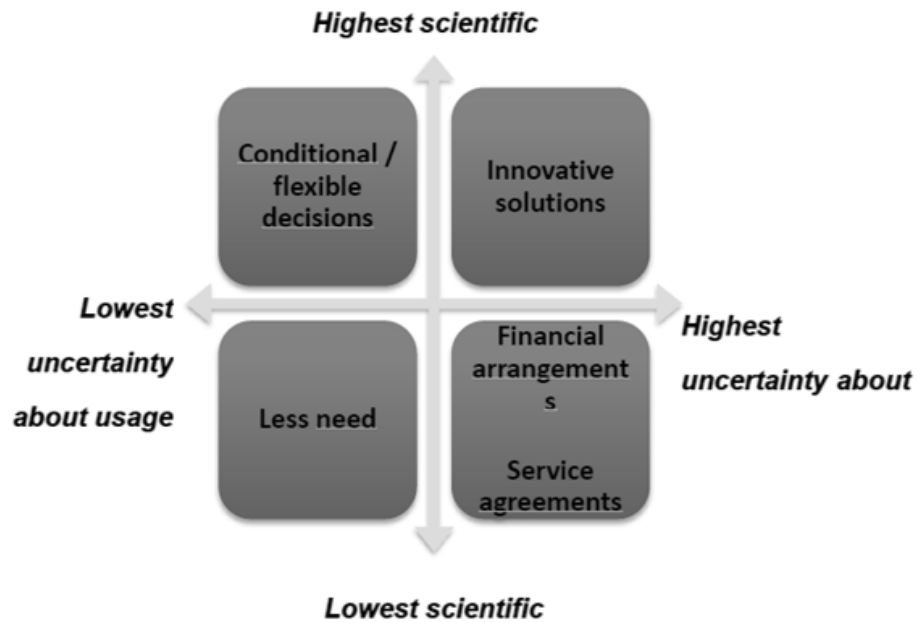 Highest scientific
Conditional /
flexible
decisions
Innovative
solutions
Lowest
uncertainty
about usage
Highest
uncertainty about
Less need
Financial
arrangement
s
Service
agreements
Lowest scientific